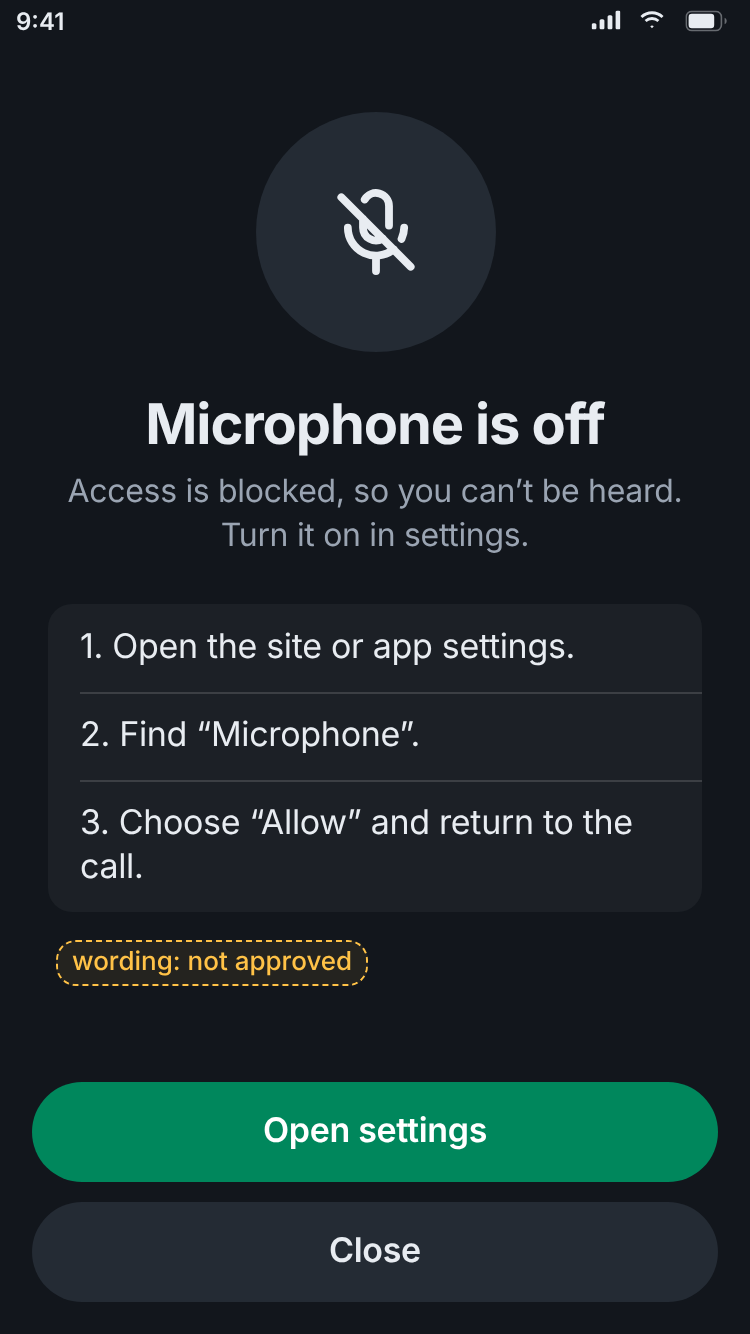 9:41
Microphone is off
Access is blocked, so you can’t be heard.
Turn it on in settings.
1. Open the site or app settings.
2. Find “Microphone”.
3. Choose “Allow” and return to the
call.
wording: not approved
Open settings
Close